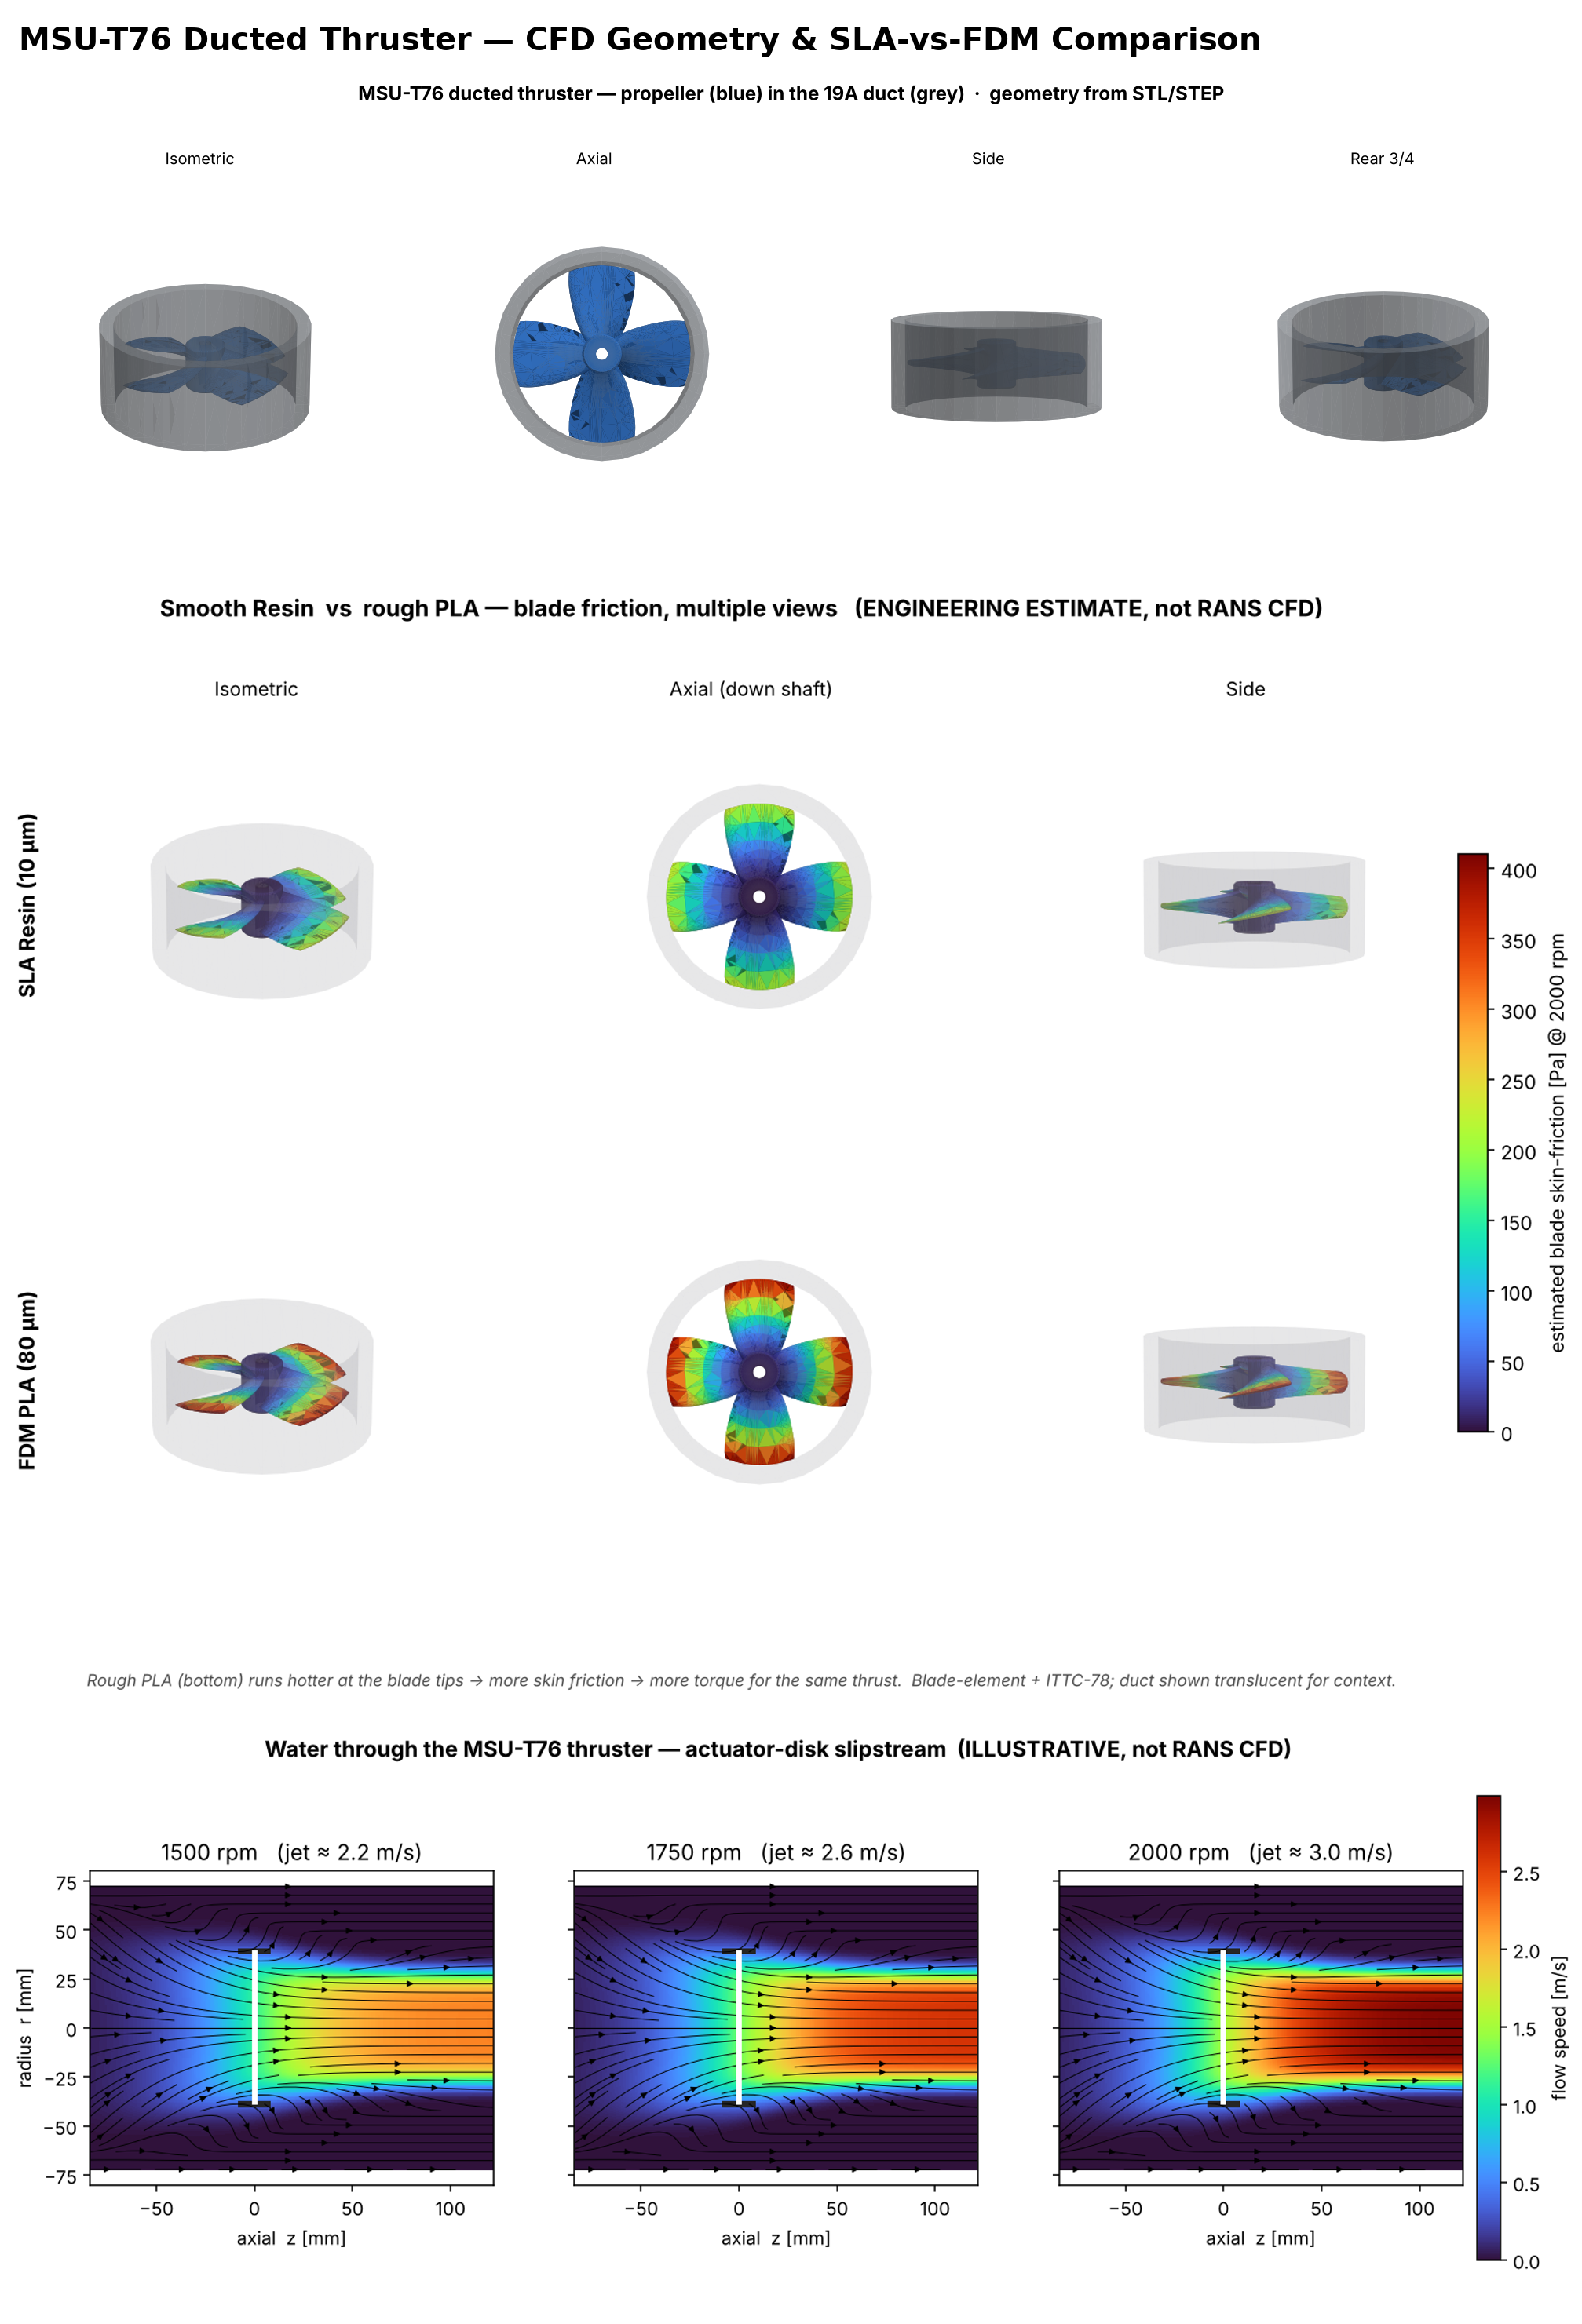 MSU-T76 Ducted Thruster — CFD Geometry & SLA-vs-FDM Comparison
MSU-T76 ducted thruster — propeller (blue) in the 19A duct (grey) · geometry from STL/STEP
Isometric
Axial
Side
Rear 3/4
Smooth Resin vs rough PLA — blade friction, multiple views (ENGINEERING ESTIMATE, not RANS CFD)
Isometric
Axial (down shaft)
Side
SLA Resin (10 µm)
FDM PLA (80 µm)
400
350
300
250
200
150
100
50
0
estimated blade skin-friction [Pa] @ 2000 rpm
Rough PLA (bottom) runs hotter at the blade tips → more skin friction → more torque for the same thrust. Blade-element + ITTC-78; duct shown translucent for context.
Water through the MSU-T76 thruster — actuator-disk slipstream (ILLUSTRATIVE, not RANS CFD)
1500 rpm (jet ≈ 2.2 m/s)
1750 rpm (jet ≈ 2.6 m/s)
2000 rpm (jet ≈ 3.0 m/s)
radius r [mm]
75
50
25
0
−25
−50
−75
−50 0 50 100
−50 0 50 100
−50 0 50 100
axial z [mm]
axial z [mm]
axial z [mm]
2.5
2.0
1.5
1.0
0.5
0.0
flow speed [m/s]